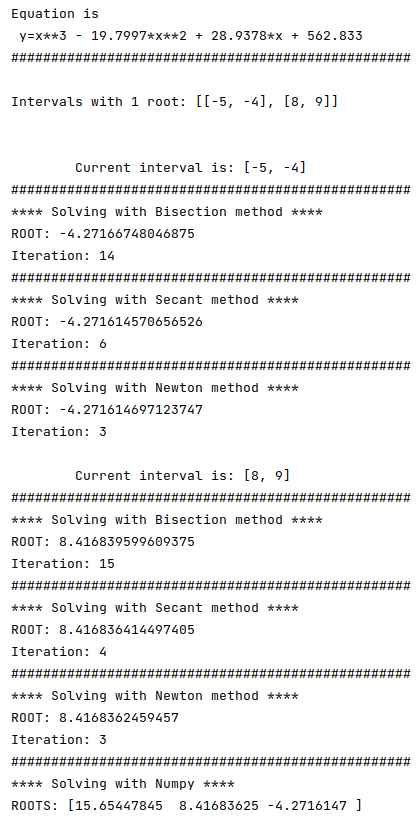 Equation is
y=x**3 - 19.7997*x**2 + 28.9378*x + 562.833
##################################################
Intervals with 1 root: [[-5, -4], [8, 9]]
Current interval is: [-5, -4]
##################################################
**** Solving with Bisection method ****
ROOT: -4.27166748046875
Iteration: 14
##################################################
**** Solving with Secant method ****
ROOT: -4.271614570656526
Iteration: 6
##################################################
**** Solving with Newton method ****
ROOT: -4.271614697123747
Iteration: 3
Current interval is: [8, 9]
##################################################
**** Solving with Bisection method ****
ROOT: 8.416839599609375
Iteration: 15
##################################################
**** Solving with Secant method ****
ROOT: 8.416836414497405
Iteration: 4
##################################################
**** Solving with Newton method ****
ROOT: 8.4168362459457
Iteration: 3
##################################################
**** Solving with Numpy ****
ROOTS: [15.65447845  8.41683625 -4.2716147 ]